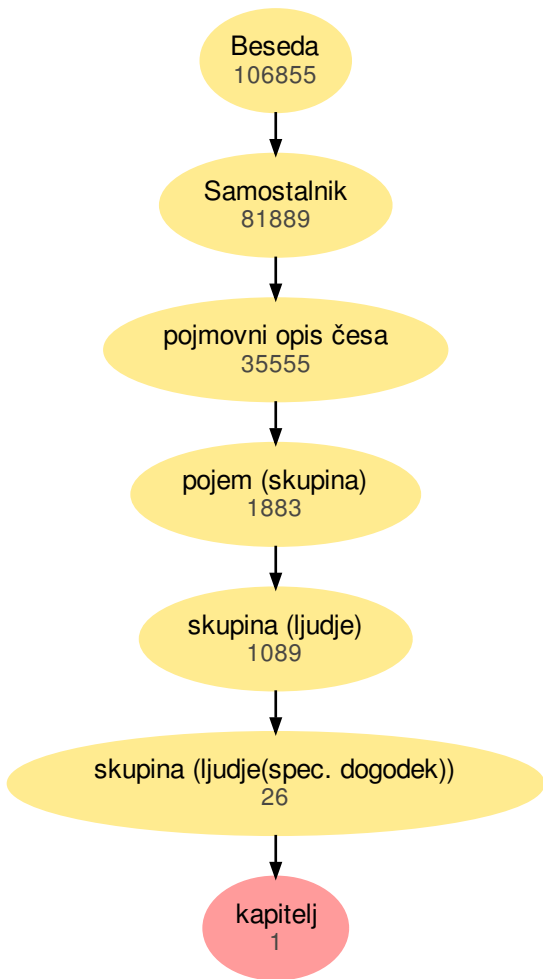 Beseda
106855
Samostalnik
81889
pojmovni opis česa
35555
pojem (skupina)
1883
skupina (ljudje)
1089
skupina (ljudje(spec. dogodek))
26
kapitelj
1